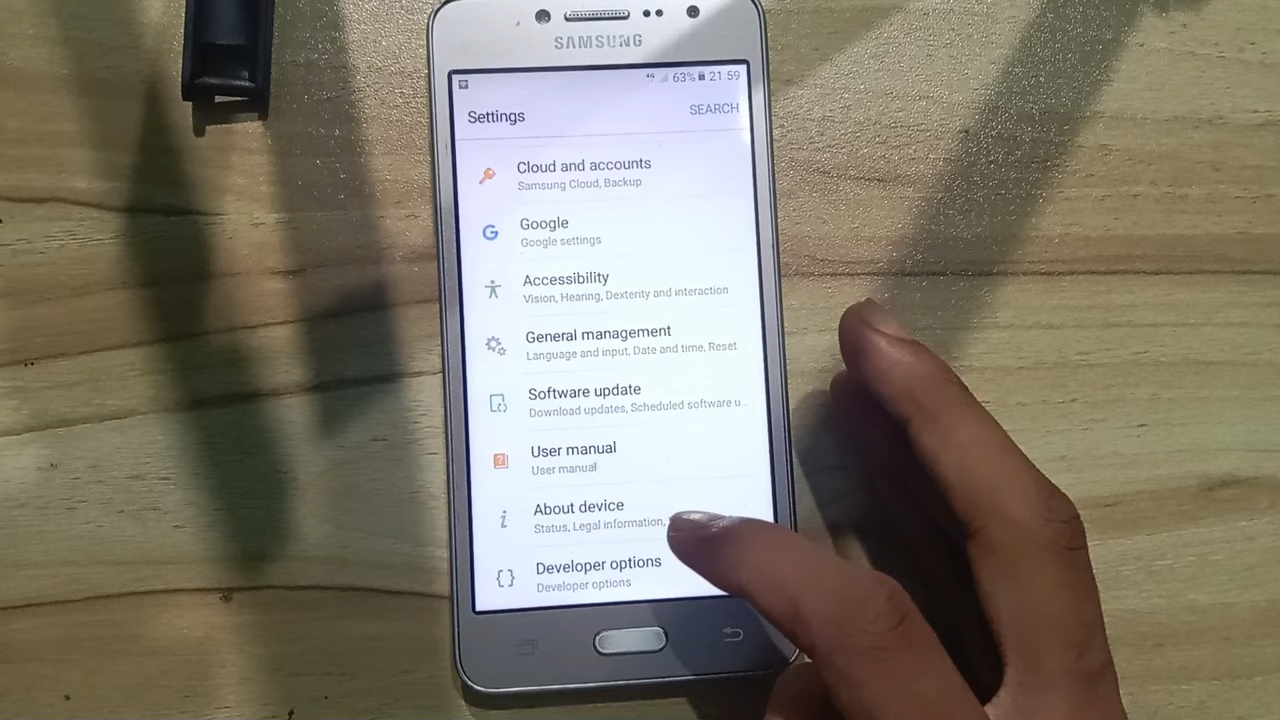 SAMSUNG
4G 63% 21:59
Settings
SEARCH
Cloud and accounts
Samsung Cloud, Backup
Google
Google settings
Accessibility
Vision, Hearing, Dexterity and interaction
General management
Language and input, Date and time, Reset
Software update
Download updates, Scheduled software u...
User manual
User manual
About device
Status, Legal information,
Developer options
Developer options